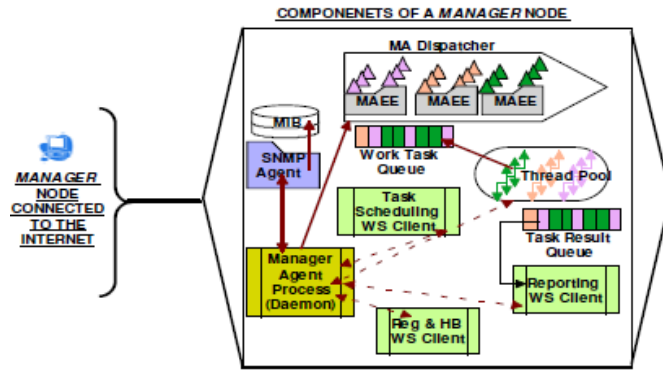 COMPONENETS OF A MANAGER NODE
MA Dispatcher
MAEE
MAEE
MAEE
MIB
SNMP
Agent
Work Task
Queue
Thread Pool
MANAGER
NODE
CONNECTED
TO THE
INTERNET
Task
Scheduling
WS Client
Task Result
Queue
Manager
Agent
Process
(Daemon)
Reporting
WS Client
Reg & HB
WS Client